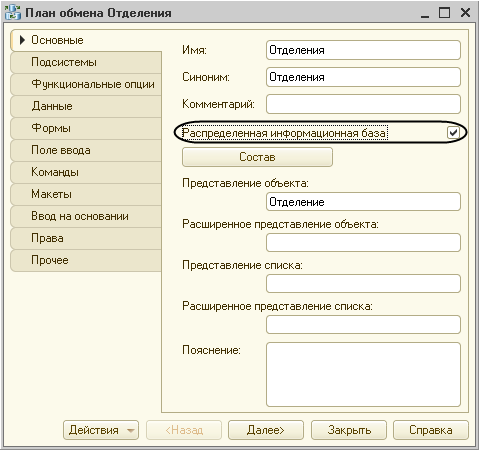 План обмена Отделения
Основные
Подсистемы
Функциональные опции
Данные
Формы
Поле ввода
Команды
Макеты
Ввод на основании
Права
Прочее
Имя: Отделения
Синоним: Отделения
Комментарий:
Распределенная информационная база
Состав
Представление объекта:
Отделение
Расширенное представление объекта:
Представление списка:
Расширенное представление списка:
Пояснение:
Действия <Назад Далее> Закрыть Справка